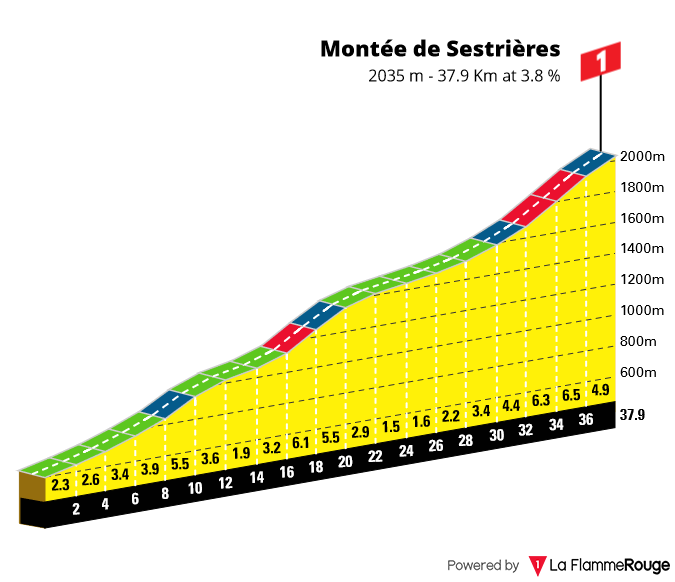 Montée de Sestrières
2035 m - 37.9 Km at 3.8 %
1
2000m
1800m
1600m
1400m
1200m
1000m
800m
600m
2.3 2.6 3.4 3.9 5.5 3.6 1.9 3.2 6.1 5.5 2.9 1.5 1.6 2.2 3.4 4.4 6.3 6.5 4.9
2 4 6 8 10 12 14 16 18 20 22 24 26 28 30 32 34 36 37.9
Powered by 1 La FlammeRouge